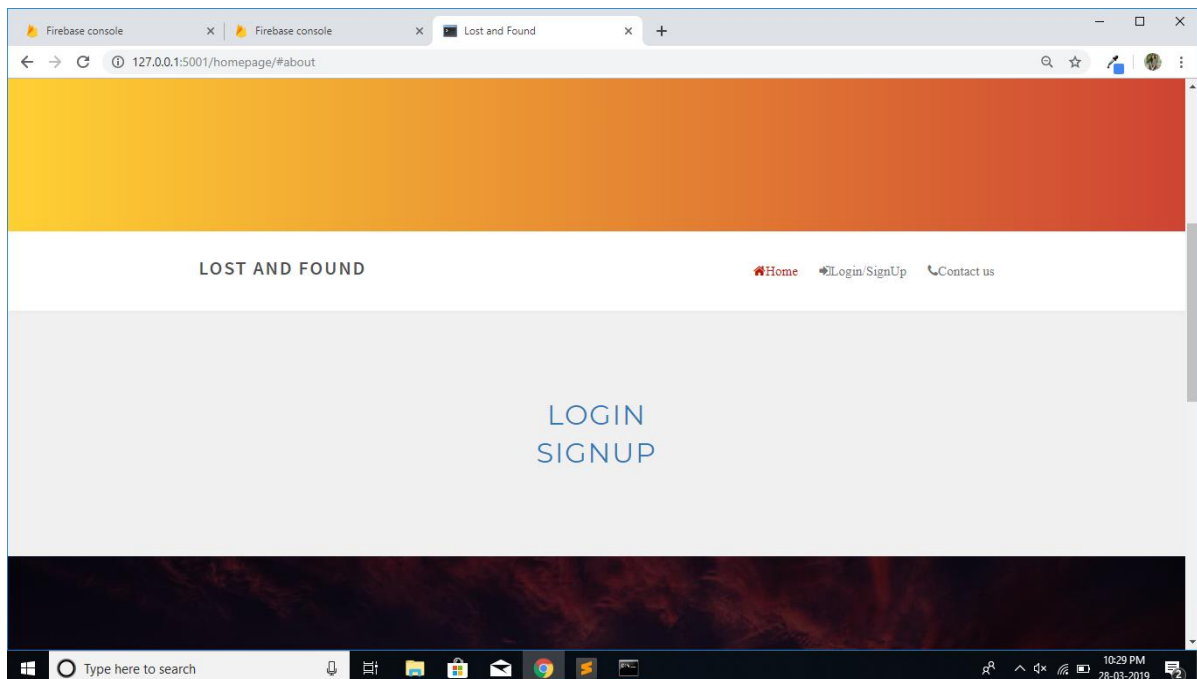 Firebase console
Firebase console
Lost and Found
127.0.0.1:5001/homepage/#about
LOST AND FOUND
Home Login/SignUp Contact us
LOGIN
SIGNUP
Type here to search
10:29 PM
28-03-2019
2